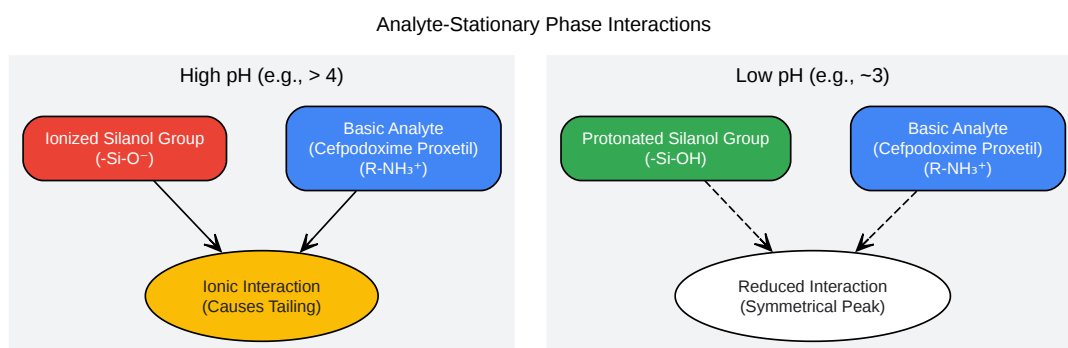 Analyte-Stationary Phase Interactions
High pH (e.g., > 4)
Ionized Silanol Group
(-Si-O⁻)
Basic Analyte
(Cefpodoxime Proxetil)
(R-NH₃⁺)
Ionic Interaction
(Causes Tailing)
Low pH (e.g., ~3)
Protonated Silanol Group
(-Si-OH)
Basic Analyte
(Cefpodoxime Proxetil)
(R-NH₃⁺)
Reduced Interaction
(Symmetrical Peak)